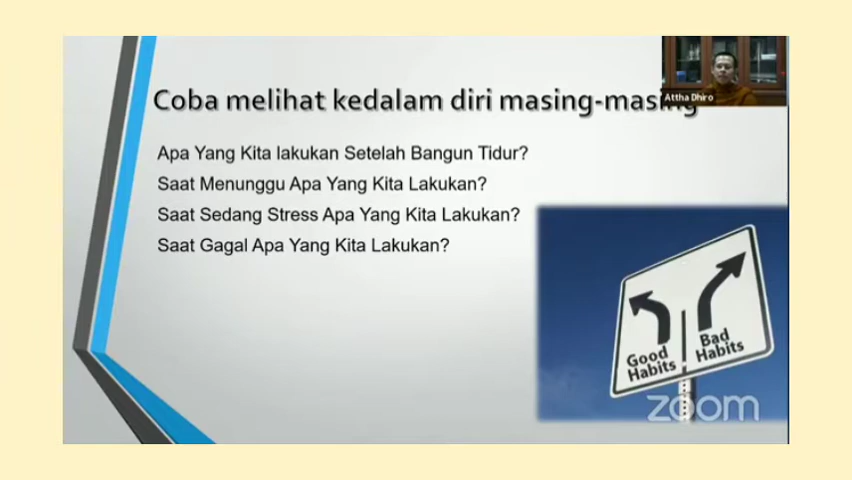 Coba melihat kedalam diri masing-masing
Attha Dhiro
Apa Yang Kita lakukan Setelah Bangun Tidur?
Saat Menunggu Apa Yang Kita Lakukan?
Saat Sedang Stress Apa Yang Kita Lakukan?
Saat Gagal Apa Yang Kita Lakukan?
Good Habits
Bad Habits
zoom